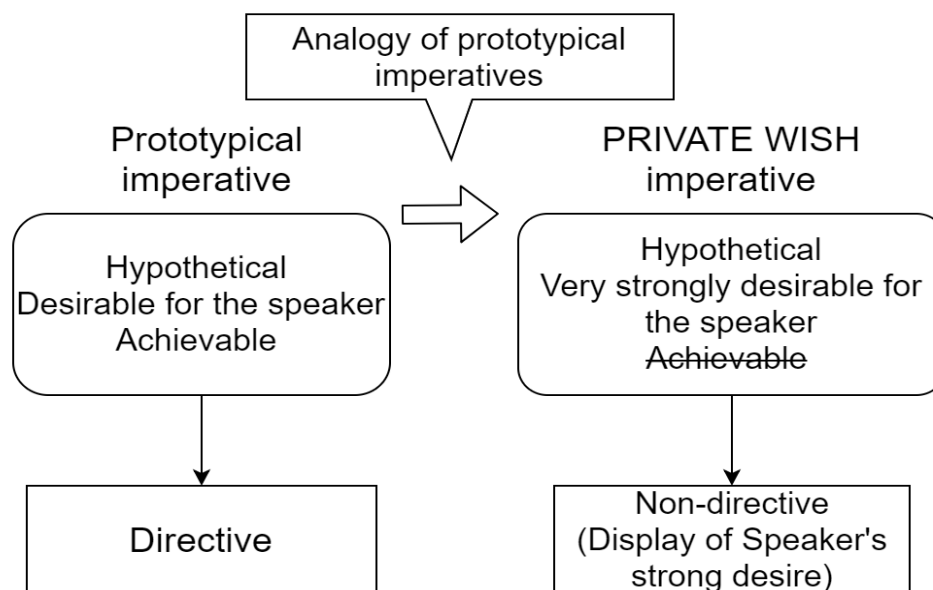 Analogy of prototypical
imperatives
Prototypical
imperative
PRIVATE WISH
imperative
Hypothetical
Desirable for the speaker
Achievable
Hypothetical
Very strongly desirable for
the speaker
Achievable
Directive
Non-directive
(Display of Speaker's
strong desire)